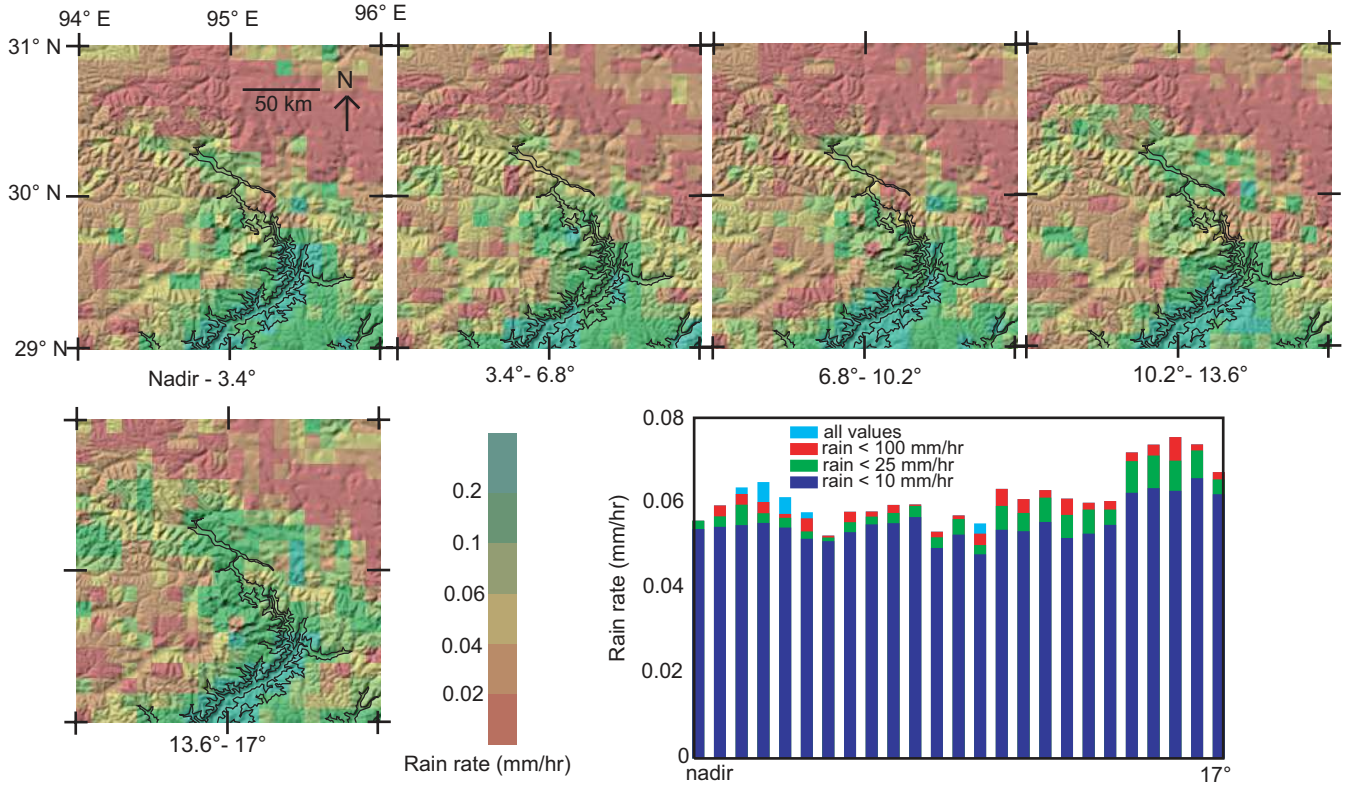 94° E 95° E 96° E
31° N
N
50 km
30° N
29° N
Nadir - 3.4° 3.4°- 6.8° 6.8°- 10.2° 10.2°- 13.6°
0.2
0.1
0.06
0.04
0.02
Rain rate (mm/hr)
13.6°- 17°
0.08
all values
rain < 100 mm/hr
rain < 25 mm/hr
rain < 10 mm/hr
0.06
0.04
0.02
0
Rain rate (mm/hr)
nadir 17°